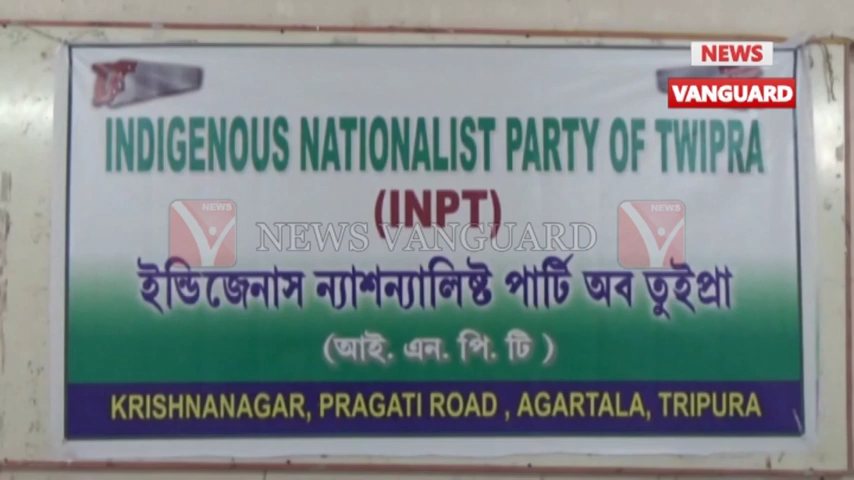 NEWS
VANGUARD
INDIGENOUS NATIONALIST PARTY OF TWIPRA
(INPT)
NEWS NEWS VANGUARD NEWS
ইন্ডিজেনাস ন্যাশন্যালিষ্ট পার্টি অব তুইপ্রা
(আই. এন. পি. টি)
KRISHNANAGAR, PRAGATI ROAD , AGARTALA, TRIPURA